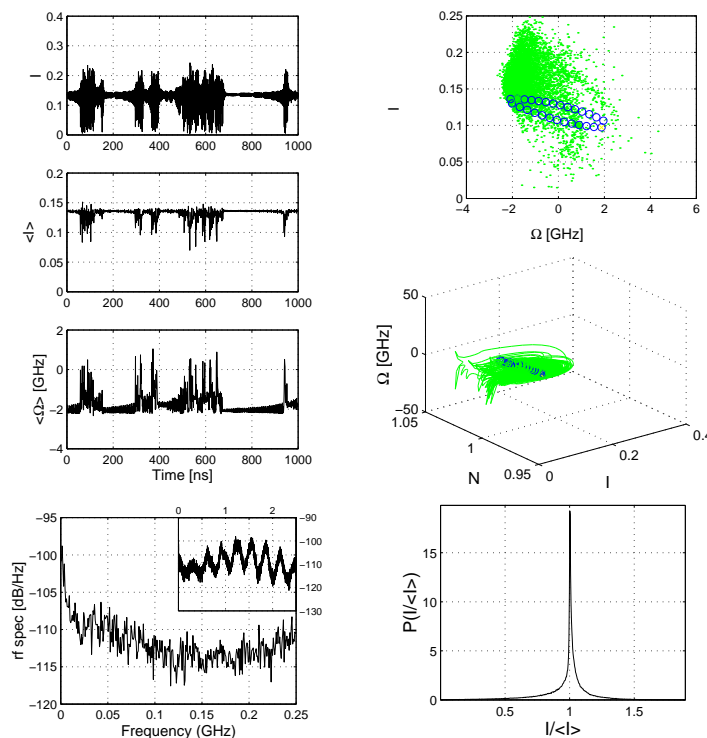 0.4
0.3
0.2
0.1
0
I
0 200 400 600 800 1000
0.25
0.2
0.15
0.1
0.05
0
I
−4 −2 0 2 4 6
Ω [GHz]
0.2
0.15
0.1
0.05
0
<I>
0 200 400 600 800 1000
50
0
−50
Ω [GHz]
1.05
1
0.95
N
0
0.2
0.4
I
2
0
−2
−4
<Ω> [GHz]
0 200 400 600 800 1000
Time [ns]
−95
−100
−105
−110
−115
−120
rf spec [dB/Hz]
0 0.05 0.1 0.15 0.2 0.25
Frequency (GHz)
0 1 2
−90
−100
−110
−120
−130
15
10
5
0
P(I/<I>)
0.5 1 1.5
I/<I>